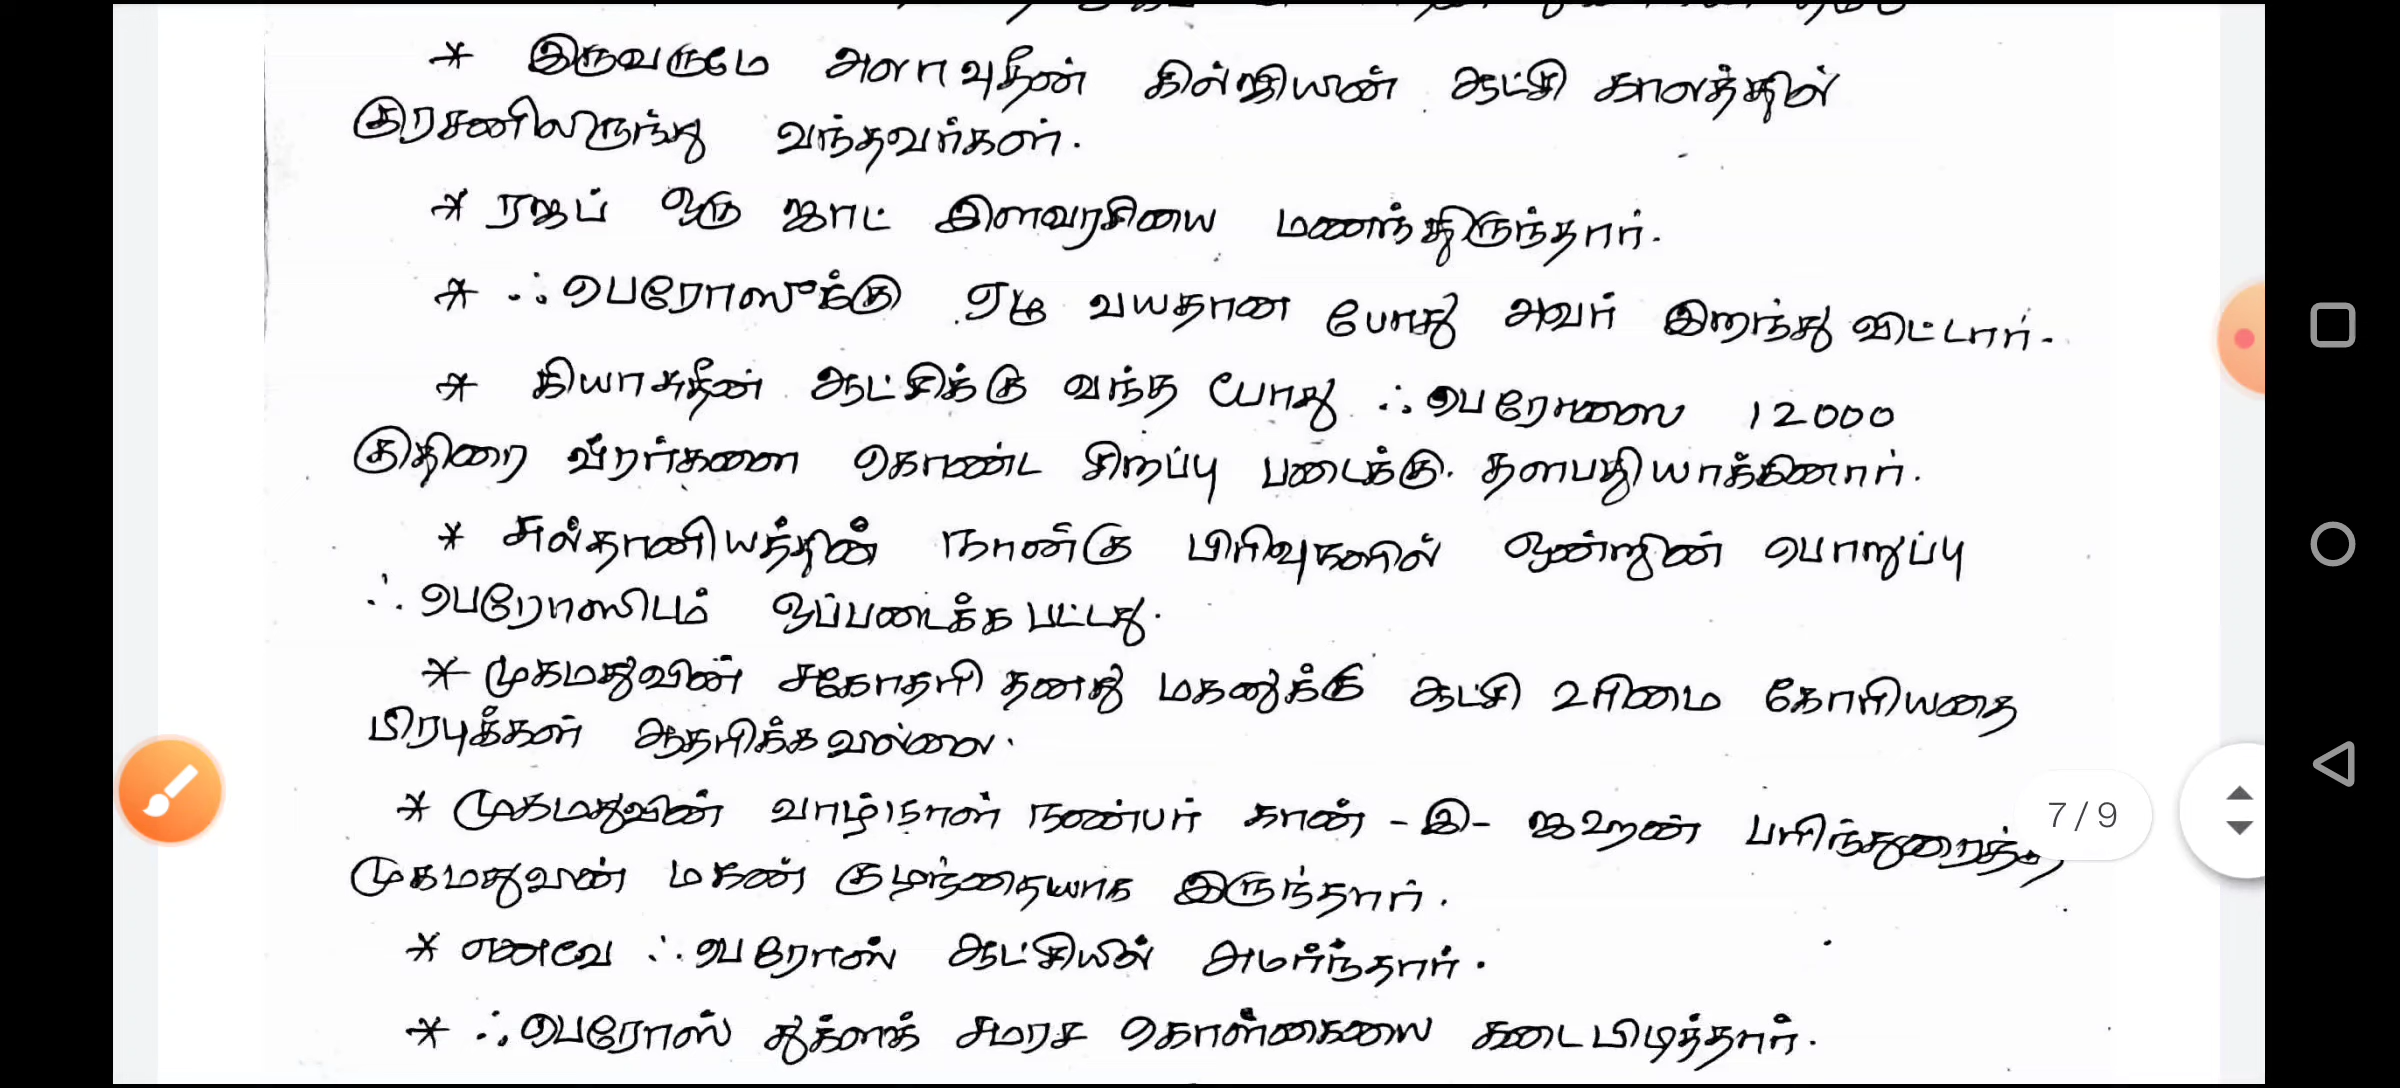 * இருவருமே அலாவுதீன் கில்ஜியின் ஆட்சி காலத்தில்
குரசனிலிருந்து வந்தவர்கள்.
* ரஜப் ஒரு ஜாட் இளவரசியை மணந்திருந்தார்.
* ஃபெரோஸுக்கு ஏழு வயதான போது அவர் இறந்து விட்டார்.
* கியாசுதீன் ஆட்சிக்கு வந்த போது ஃபெரோஸை 12000
குதிரை வீரர்களை கொண்ட சிறப்பு படைக்கு தளபதியாக்கினார்.
* சுல்தானியத்தின் நான்கு பிரிவுகளில் ஒன்றின் பொறுப்பு
ஃபெரோஸிடம் ஒப்படைக்க பட்டது.
* முகமதுவின் சகோதரி தனது மகனுக்கு ஆட்சி உரிமை கோரியதை
பிரபுக்கள் ஆதரிக்கவில்லை.
* முகமதுவின் வாழ்நாள் நண்பர் கான் - இ - ஜஹான் பரிந்துரைத்த
முகமதுவின் மகன் குழந்தையாக இருந்தார்.
* எனவே ஃபெரோஸ் ஆட்சியில் அமர்ந்தார்.
* ஃபெரோஸ் துக்ளக் சமரச கொள்கையை கடைபிடித்தார்.
7/9